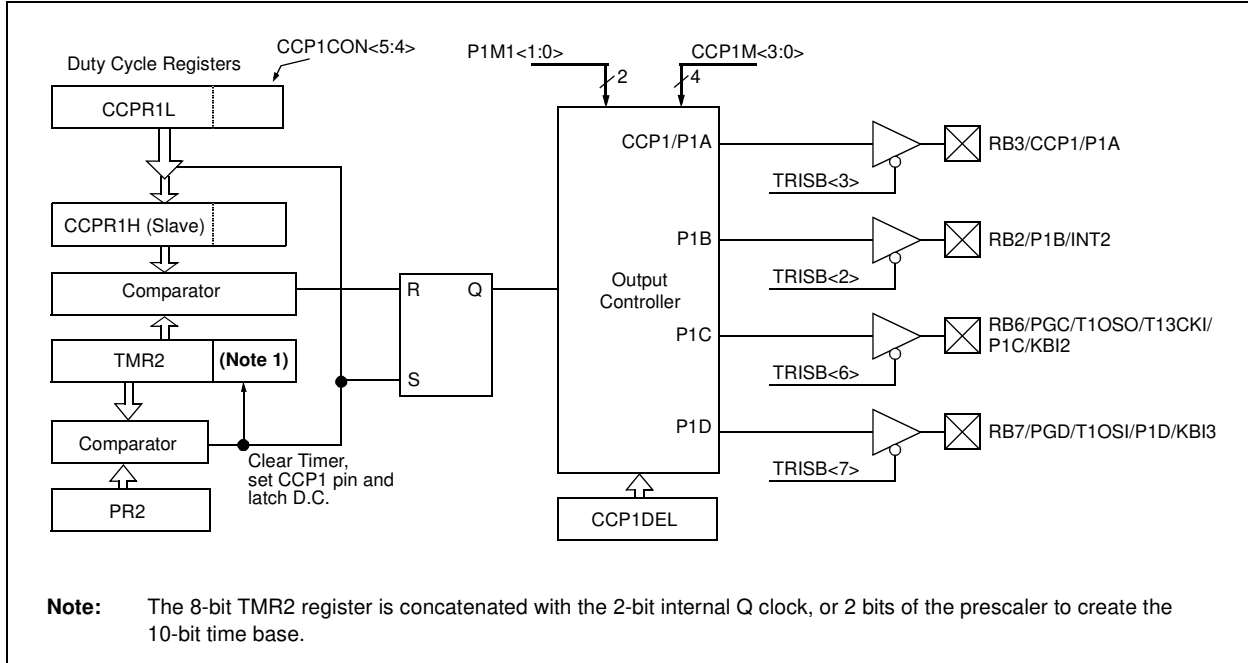 CCP1CON<5:4>
Duty Cycle Registers
CCPR1L
CCPR1H (Slave)
Comparator
TMR2
(Note 1)
Comparator
PR2
Clear Timer,
set CCP1 pin and
latch D.C.
R
Q
S
P1M1<1:0>
2
CCP1M<3:0>
4
Output
Controller
CCP1/P1A
P1B
P1C
P1D
CCP1DEL
TRISB<3>
RB3/CCP1/P1A
TRISB<2>
RB2/P1B/INT2
TRISB<6>
RB6/PGC/T1OSO/T13CKI/
P1C/KBI2
TRISB<7>
RB7/PGD/T1OSI/P1D/KBI3
Note: The 8-bit TMR2 register is concatenated with the 2-bit internal Q clock, or 2 bits of the prescaler to create the
10-bit time base.